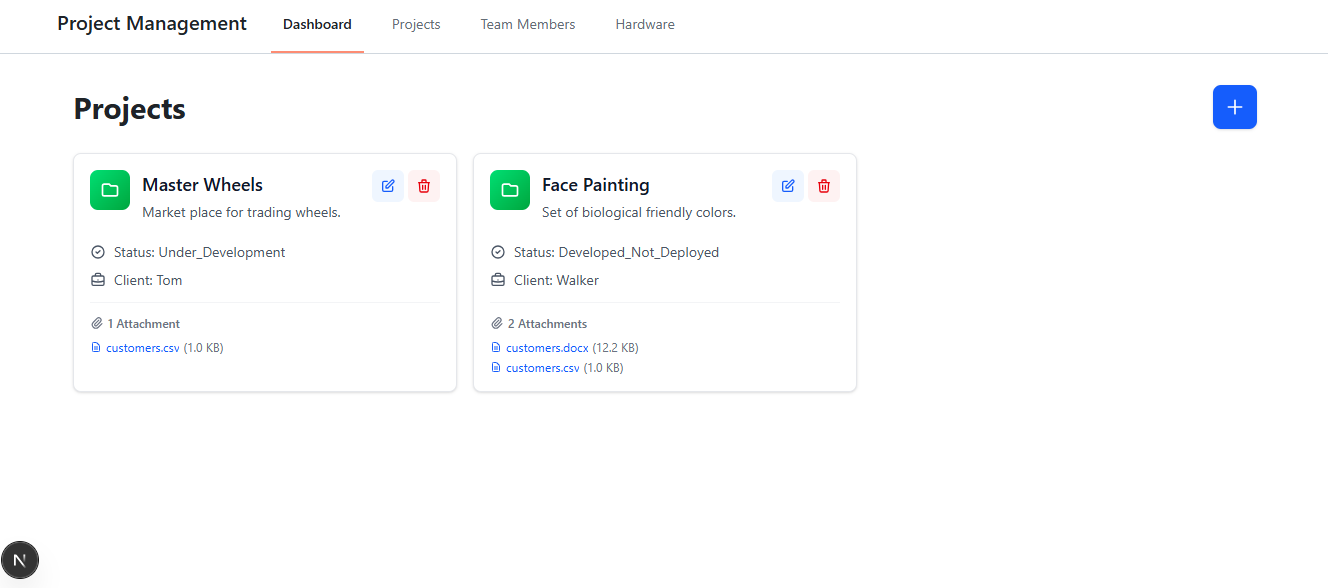 Project Management Dashboard Projects Team Members Hardware
Projects
Master Wheels
Market place for trading wheels.
Status: Under_Development
Client: Tom
1 Attachment
customers.csv (1.0 KB)
Face Painting
Set of biological friendly colors.
Status: Developed_Not_Deployed
Client: Walker
2 Attachments
customers.docx (12.2 KB)
customers.csv (1.0 KB)
N